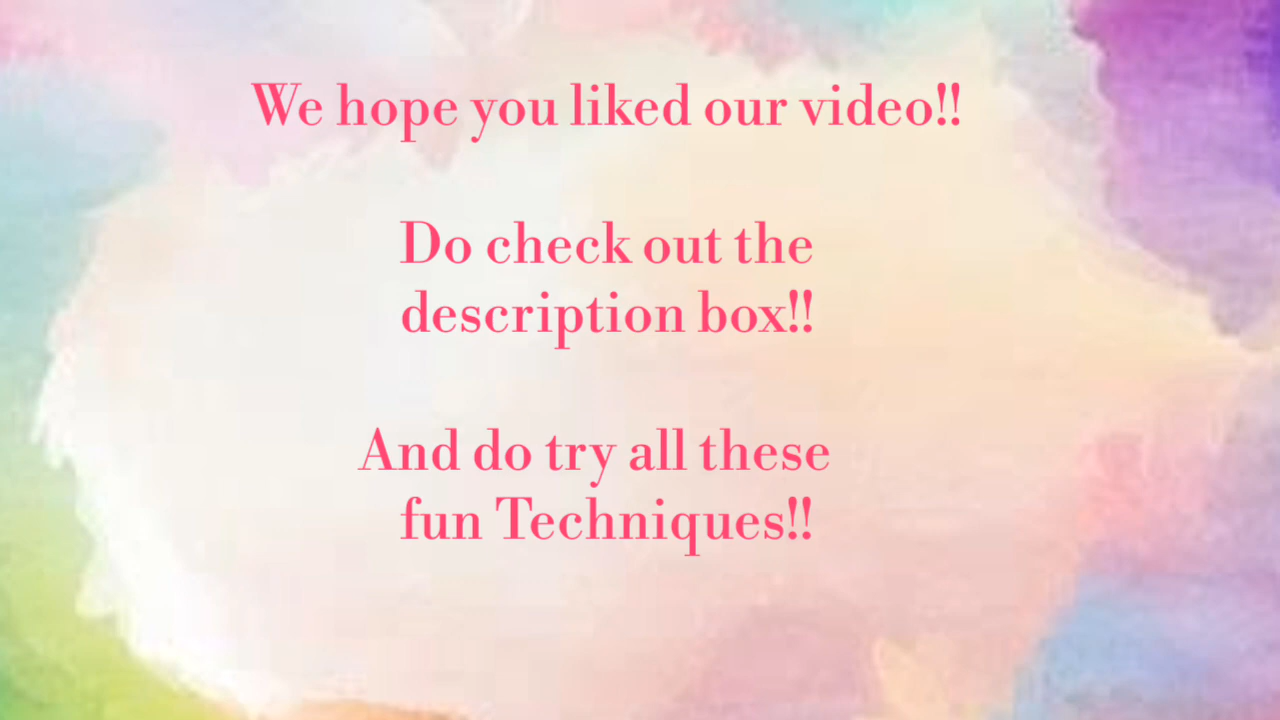 We hope you liked our video!!
Do check out the
description box!!
And do try all these
fun Techniques!!